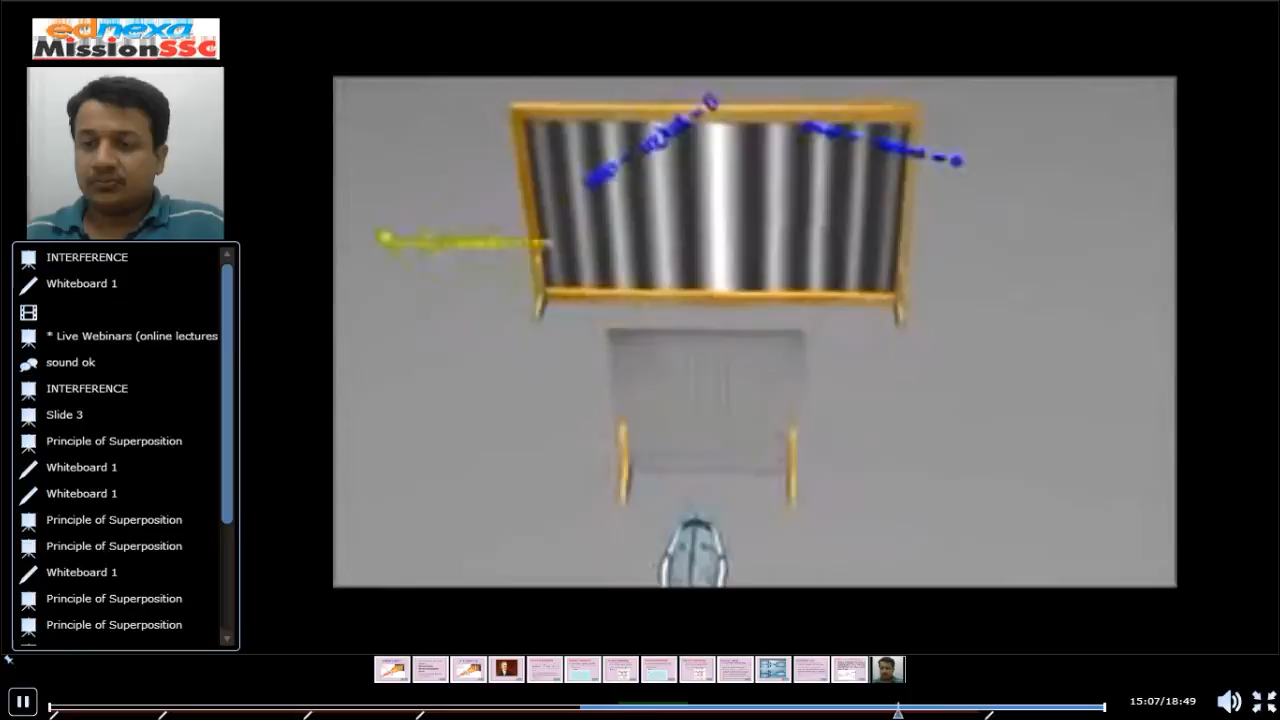 ednexa
MissionSSC
INTERFERENCE
Whiteboard 1
* Live Webinars (online lectures
sound ok
INTERFERENCE
Slide 3
Principle of Superposition
Whiteboard 1
Whiteboard 1
Principle of Superposition
Principle of Superposition
Whiteboard 1
Principle of Superposition
Principle of Superposition
15:07/18:49